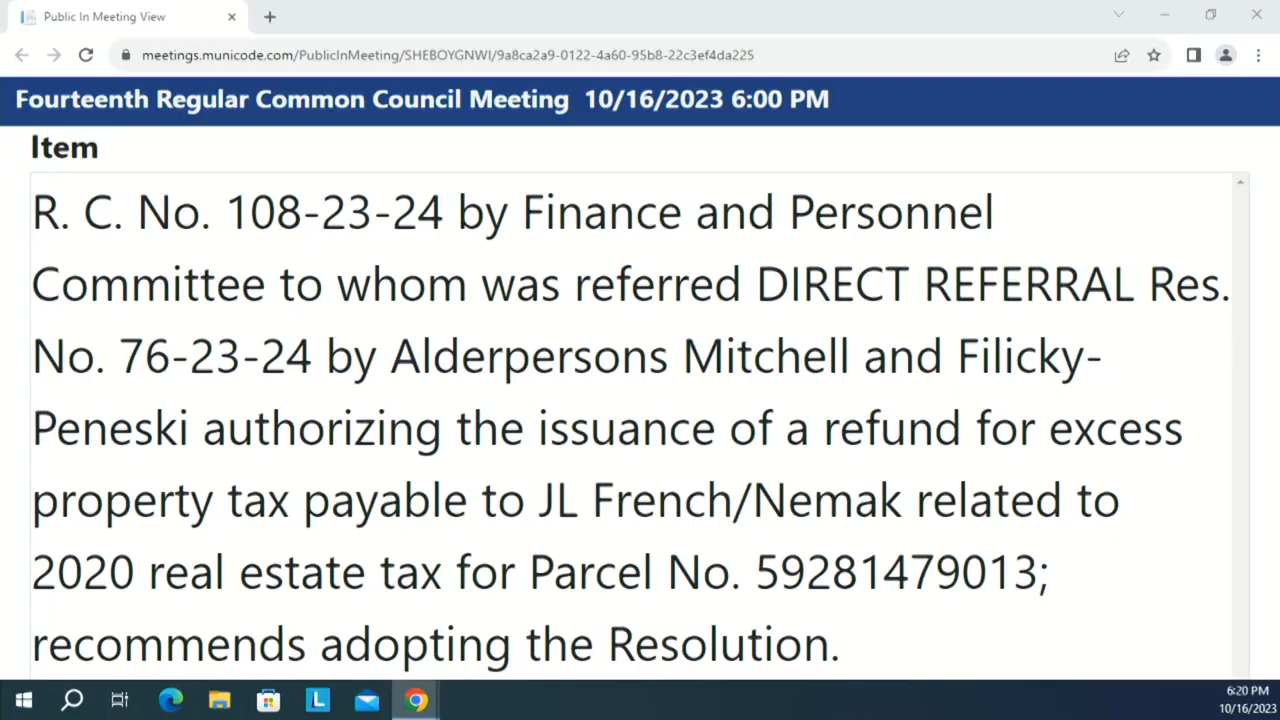 Public In Meeting View
meetings.municode.com/PublicInMeeting/SHEBOYGNWI/9a8ca2a9-0122-4a60-95b8-22c3ef4da225
Fourteenth Regular Common Council Meeting 10/16/2023 6:00 PM
Item
R. C. No. 108-23-24 by Finance and Personnel
Committee to whom was referred DIRECT REFERRAL Res.
No. 76-23-24 by Alderpersons Mitchell and Filicky-
Peneski authorizing the issuance of a refund for excess
property tax payable to JL French/Nemak related to
2020 real estate tax for Parcel No. 59281479013;
recommends adopting the Resolution.
L
6:20 PM
10/16/2023